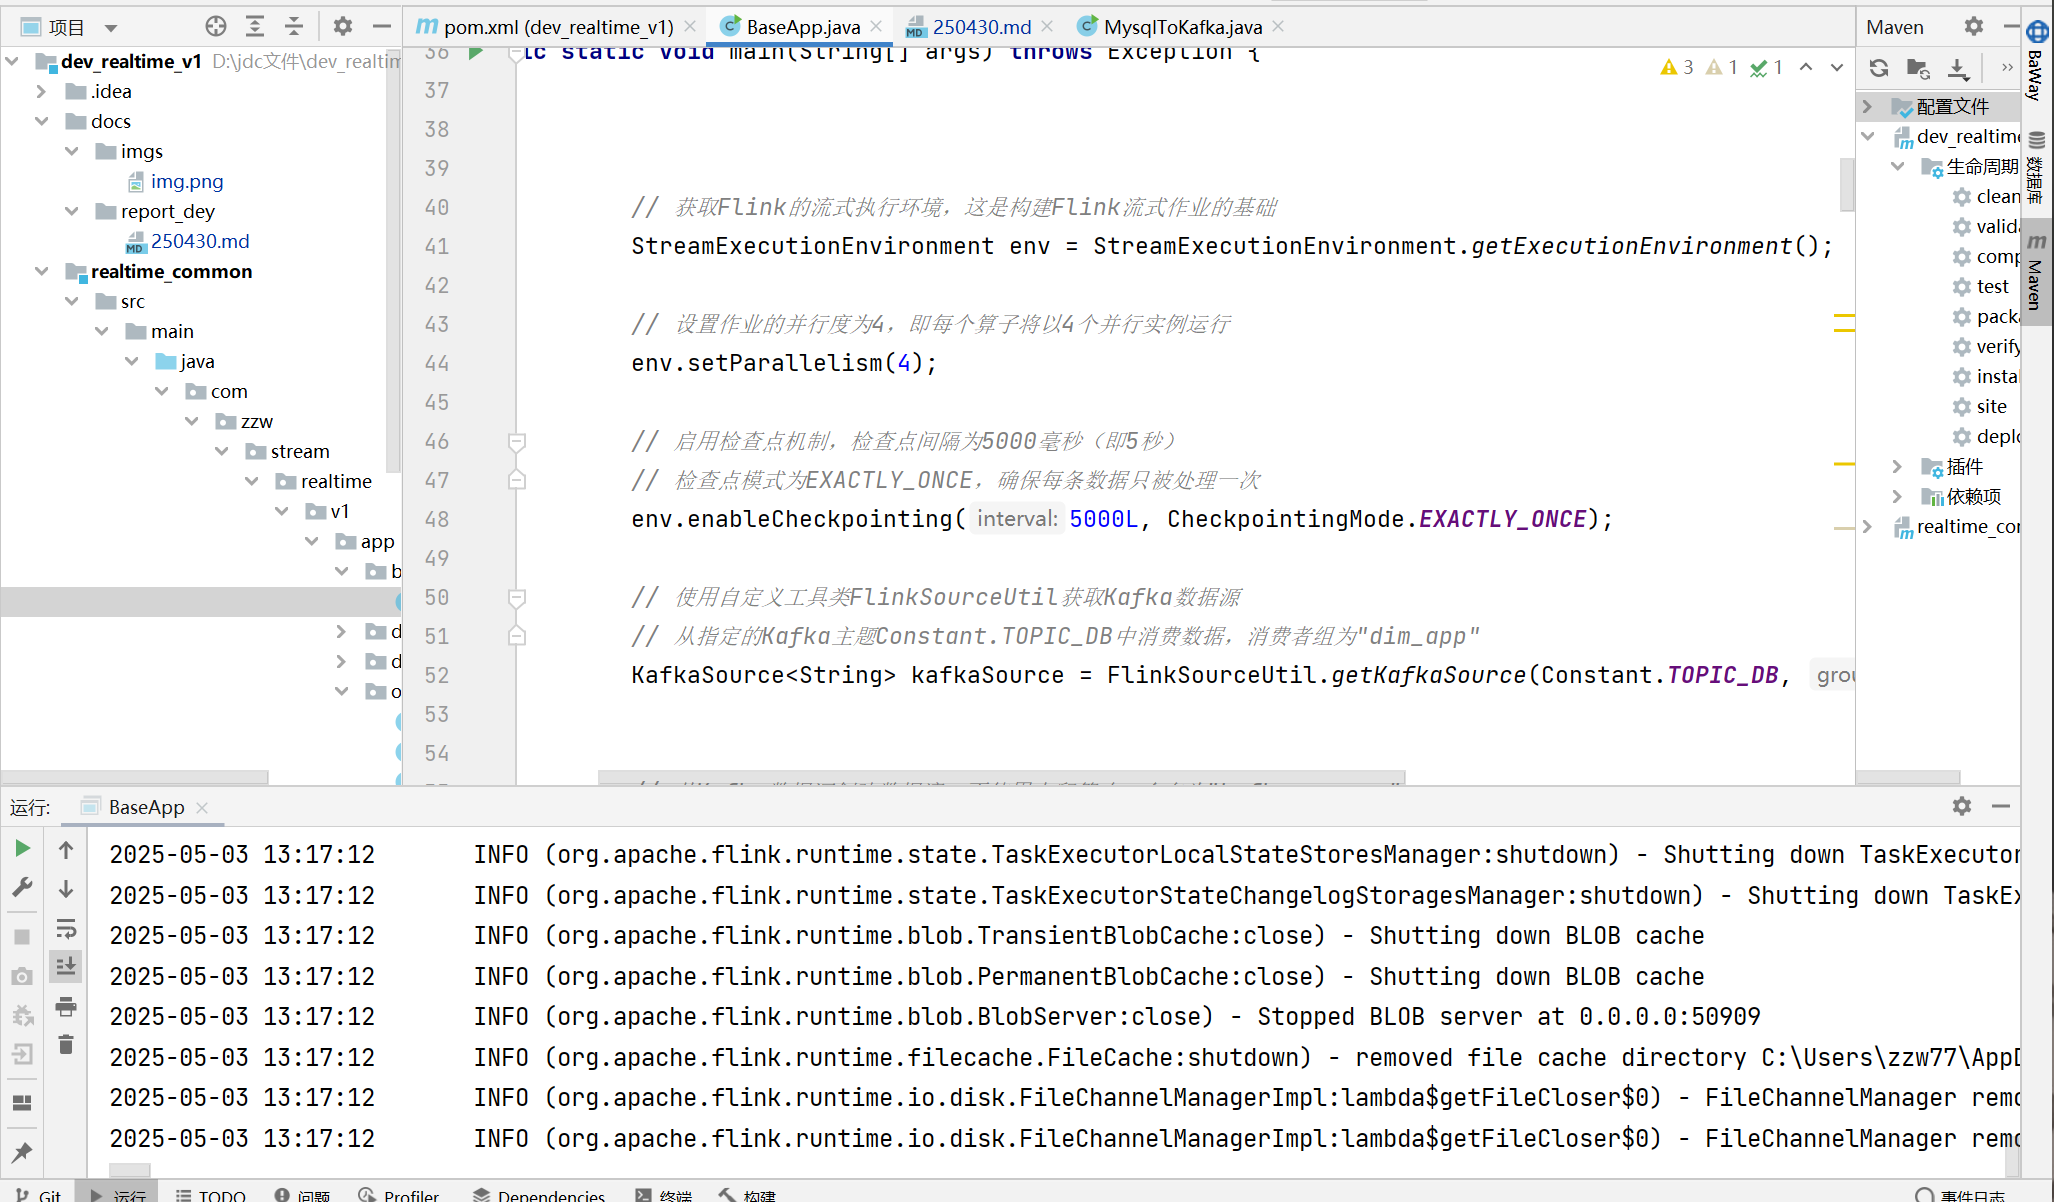 项目
pom.xml (dev_realtime_v1)
BaseApp.java
250430.md
MysqlToKafka.java
Maven
dev_realtime_v1 D:\jdc文件\dev_realtim
.idea
docs
imgs
img.png
report_dey
250430.md
realtime_common
src
main
java
com
zzw
stream
realtime
v1
app
b
d
d
o
3 1 1
36 ic static void main(String[] args) throws Exception {
37
38
39
40 // 获取Flink的流式执行环境，这是构建Flink流式作业的基础
41 StreamExecutionEnvironment env = StreamExecutionEnvironment.getExecutionEnvironment();
42
43 // 设置作业的并行度为4，即每个算子将以4个并行实例运行
44 env.setParallelism(4);
45
46 // 启用检查点机制，检查点间隔为5000毫秒（即5秒）
47 // 检查点模式为EXACTLY_ONCE，确保每条数据只被处理一次
48 env.enableCheckpointing( interval: 5000L, CheckpointingMode.EXACTLY_ONCE);
49
50 // 使用自定义工具类FlinkSourceUtil获取Kafka数据源
51 // 从指定的Kafka主题Constant.TOPIC_DB中消费数据，消费者组为"dim_app"
52 KafkaSource<String> kafkaSource = FlinkSourceUtil.getKafkaSource(Constant.TOPIC_DB, grou
53
54
配置文件
dev_realtime
生命周期
clean
valida
comp
test
packa
verify
instal
site
deplo
插件
依赖项
realtime_cor
BaWay
数据库
Maven
运行: BaseApp
2025-05-03 13:17:12 INFO (org.apache.flink.runtime.state.TaskExecutorLocalStateStoresManager:shutdown) - Shutting down TaskExecutor
2025-05-03 13:17:12 INFO (org.apache.flink.runtime.state.TaskExecutorStateChangelogStoragesManager:shutdown) - Shutting down TaskEx
2025-05-03 13:17:12 INFO (org.apache.flink.runtime.blob.TransientBlobCache:close) - Shutting down BLOB cache
2025-05-03 13:17:12 INFO (org.apache.flink.runtime.blob.PermanentBlobCache:close) - Shutting down BLOB cache
2025-05-03 13:17:12 INFO (org.apache.flink.runtime.blob.BlobServer:close) - Stopped BLOB server at 0.0.0.0:50909
2025-05-03 13:17:12 INFO (org.apache.flink.runtime.filecache.FileCache:shutdown) - removed file cache directory C:\Users\zzw77\AppD
2025-05-03 13:17:12 INFO (org.apache.flink.runtime.io.disk.FileChannelManagerImpl:lambda$getFileCloser$0) - FileChannelManager remo
2025-05-03 13:17:12 INFO (org.apache.flink.runtime.io.disk.FileChannelManagerImpl:lambda$getFileCloser$0) - FileChannelManager remo
Git 运行 TODO 问题 Profiler Dependencies 终端 构建 事件日志